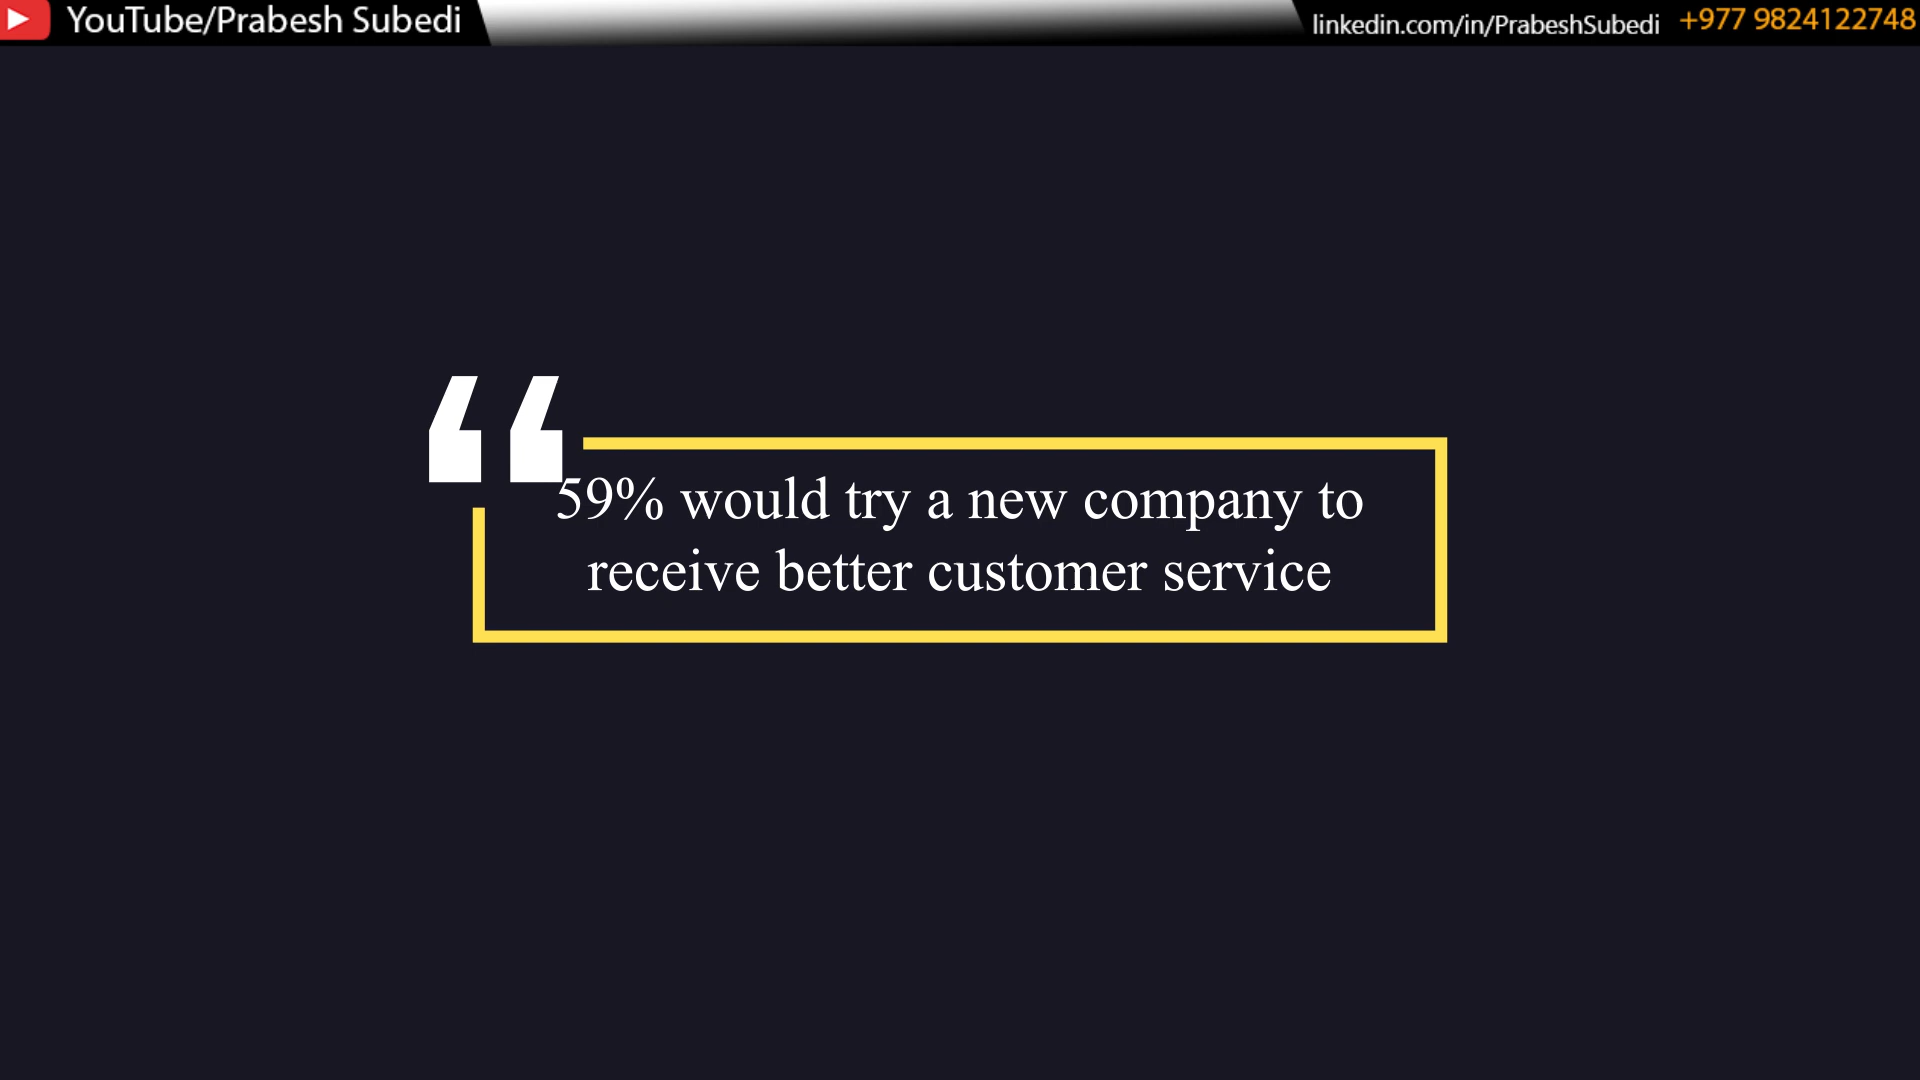 YouTube/Prabesh Subedi
linkedin.com/in/PrabeshSubedi
+977 9824122748
“
59% would try a new company to
receive better customer service